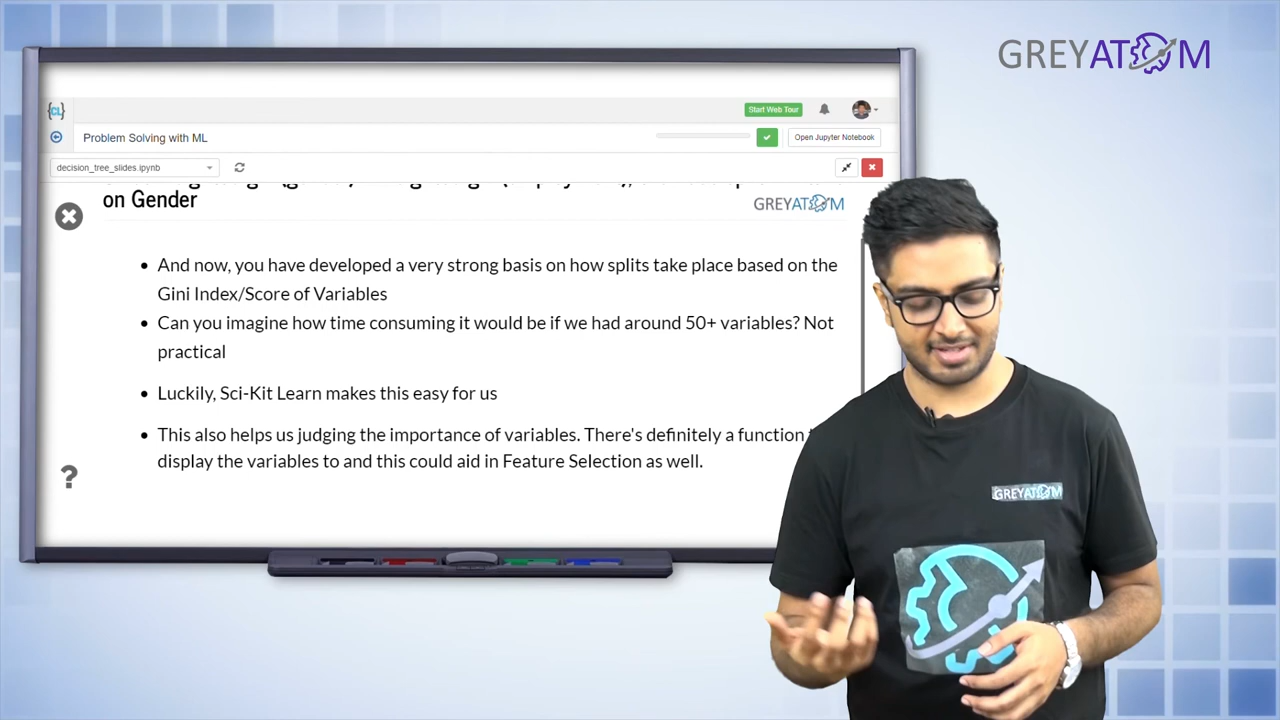 GREYATOM
{CL}
Start Web Tour
Problem Solving with ML
Open Jupyter Notebook
decision_tree_slides.ipynb
on Gender
GREYATOM
And now, you have developed a very strong basis on how splits take place based on the
Gini Index/Score of Variables
Can you imagine how time consuming it would be if we had around 50+ variables? Not
practical
Luckily, Sci-Kit Learn makes this easy for us
This also helps us judging the importance of variables. There's definitely a function
display the variables to and this could aid in Feature Selection as well.
?
GREYATOM